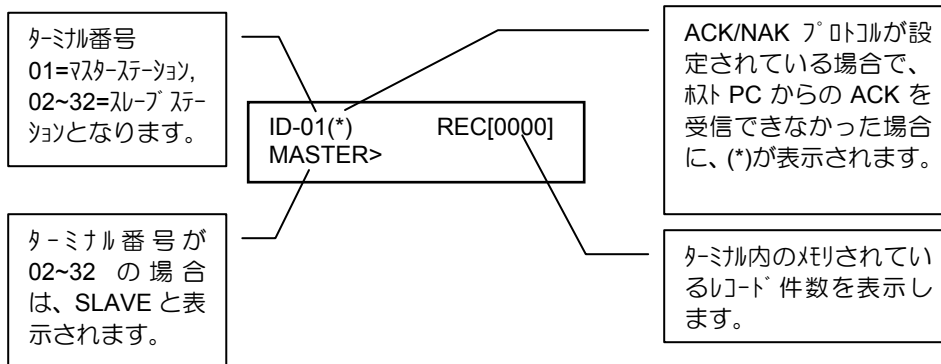 ﾀｰﾐﾅﾙ番号
01=ﾏｽﾀｰｽﾃｰｼｮﾝ,
02~32=ｽﾚｰﾌﾞ ｽﾃｰ
ｼｮﾝとなります。
ﾀｰﾐﾅﾙ番号が
02~32 の場合
は、SLAVE と表
示されます。
ID-01(*) REC[0000]
MASTER>
ACK/NAK ﾌﾟﾛﾄｺﾙが設
定されている場合で、
ﾎｽﾄ PC からの ACK を
受信できなかった場合
に、(*)が表示されます。
ﾀｰﾐﾅﾙ内のﾒﾓﾘされてい
るﾚｺｰﾄﾞ件数を表示し
ます。